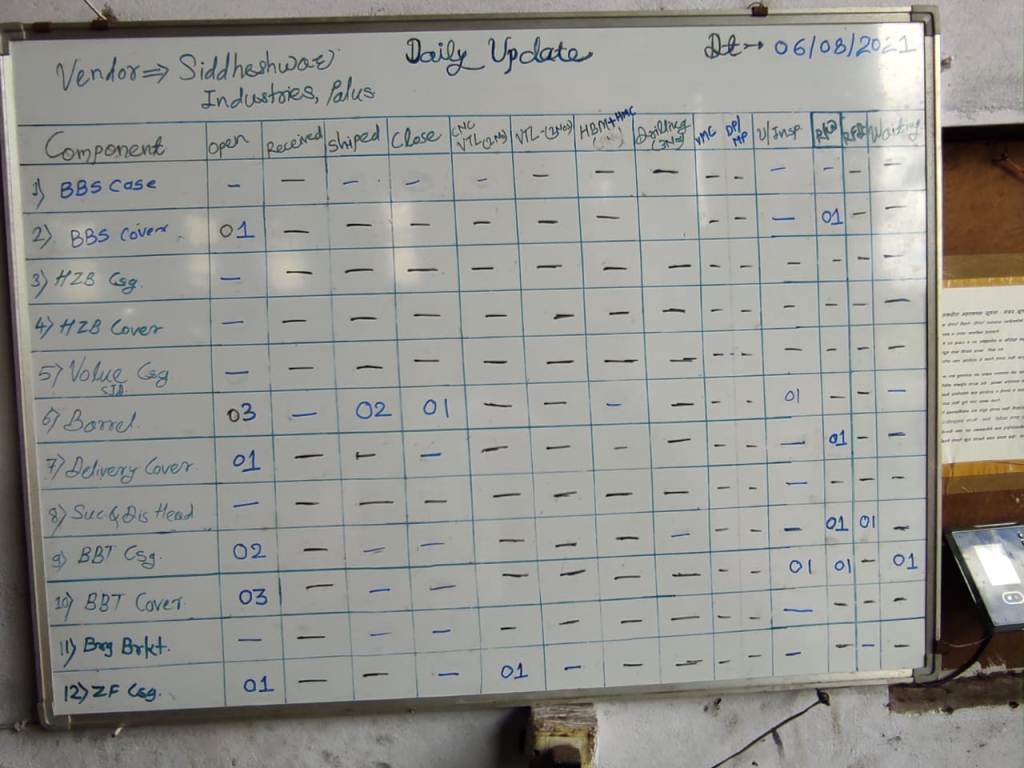 Daily Update
Dt→ 06/08/2021
Vendor⇒ Siddheshwar
Industries, Palus
Component Open Received Shiped Close CNC VTL VTL-(2Nos) HBM+HMC Drilling (3Nos) VMC DP/MP U/Insp. Waiting
1) BBS Case – – – – – – – – – – – – – –
2) BBS Cover 01 – – – – – – – – – 01 – –
3) HZB Csg. – – – – – – – – – – – – – –
4) HZB Cover – – – – – – – – – – – – – –
5) Value Csg – – – – – – – – – – – – – –
6) Barrel 03 – 02 01 – – – – – – 01 – – –
7) Delivery Cover 01 – – – – – – – – – – 01 – –
8) Suc & Dis Head – – – – – – – – – – –
9) BBT Csg. 02 – – – – – – – – – – 01 01 –
10) BBT Cover 03 – – – – – – – – – 01 01 – 01
11) Brg Brkt. – – – – – – – – – – – – – –
12) ZF Csg. 01 – – – 01 – – – – – – – – –